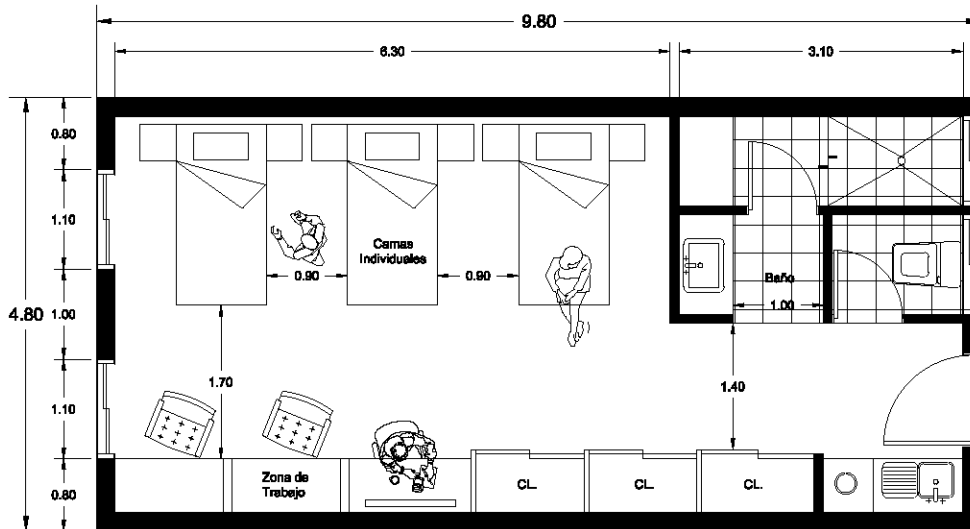 9.80
6.30
3.10
0.80
1.10
Camas
Individuales
0.90
0.90
Baño
1.00
4.80
1.00
1.70
1.40
1.10
Zona de
Trabajo
CL.
CL.
CL.
0.80